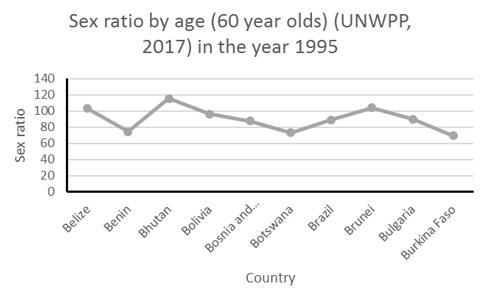 Sex ratio by age (60 year olds) (UNWPP,
2017) in the year 1995
140
120
100
80
60
40
20
0
Sex ratio
Belize
Benin
Bhutan
Bolivia
Bosnia and...
Botswana
Brazil
Brunei
Bulgaria
Burkina Faso
Country